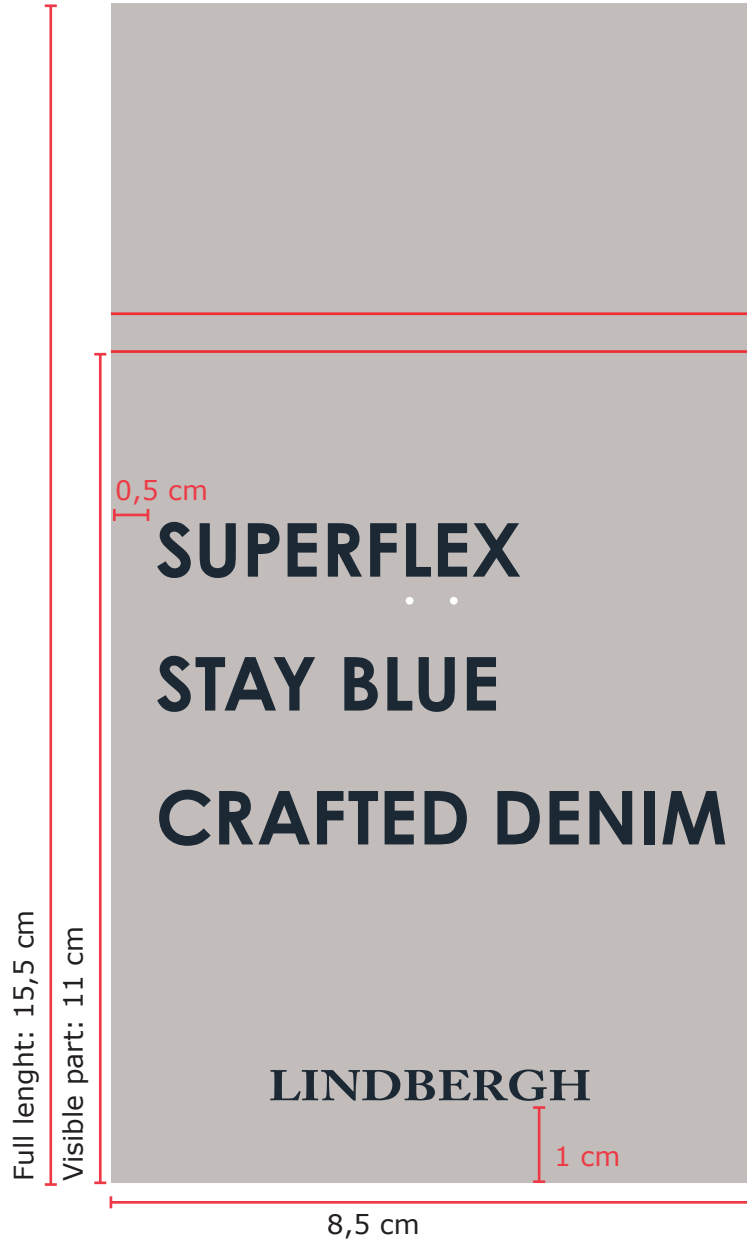 0,5 cm
SUPERFLEX
STAY BLUE
CRAFTED DENIM
LINDBERGH
1 cm
8,5 cm
Full lenght: 15,5 cm
Visible part: 11 cm